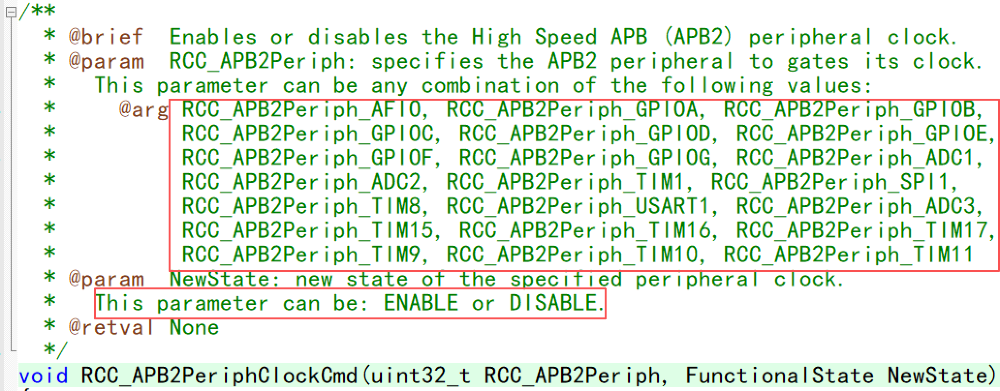 /**
* @brief Enables or disables the High Speed APB (APB2) peripheral clock.
* @param RCC_APB2Periph: specifies the APB2 peripheral to gates its clock.
* This parameter can be any combination of the following values:
* @arg RCC_APB2Periph_AFIO, RCC_APB2Periph_GPIOA, RCC_APB2Periph_GPIOB,
* RCC_APB2Periph_GPIOC, RCC_APB2Periph_GPIOD, RCC_APB2Periph_GPIOE,
* RCC_APB2Periph_GPIOF, RCC_APB2Periph_GPIOG, RCC_APB2Periph_ADC1,
* RCC_APB2Periph_ADC2, RCC_APB2Periph_TIM1, RCC_APB2Periph_SPI1,
* RCC_APB2Periph_TIM8, RCC_APB2Periph_USART1, RCC_APB2Periph_ADC3,
* RCC_APB2Periph_TIM15, RCC_APB2Periph_TIM16, RCC_APB2Periph_TIM17,
* RCC_APB2Periph_TIM9, RCC_APB2Periph_TIM10, RCC_APB2Periph_TIM11
* @param NewState: new state of the specified peripheral clock.
* This parameter can be: ENABLE or DISABLE.
* @retval None
*/
void RCC_APB2PeriphClockCmd(uint32_t RCC_APB2Periph, FunctionalState NewState)